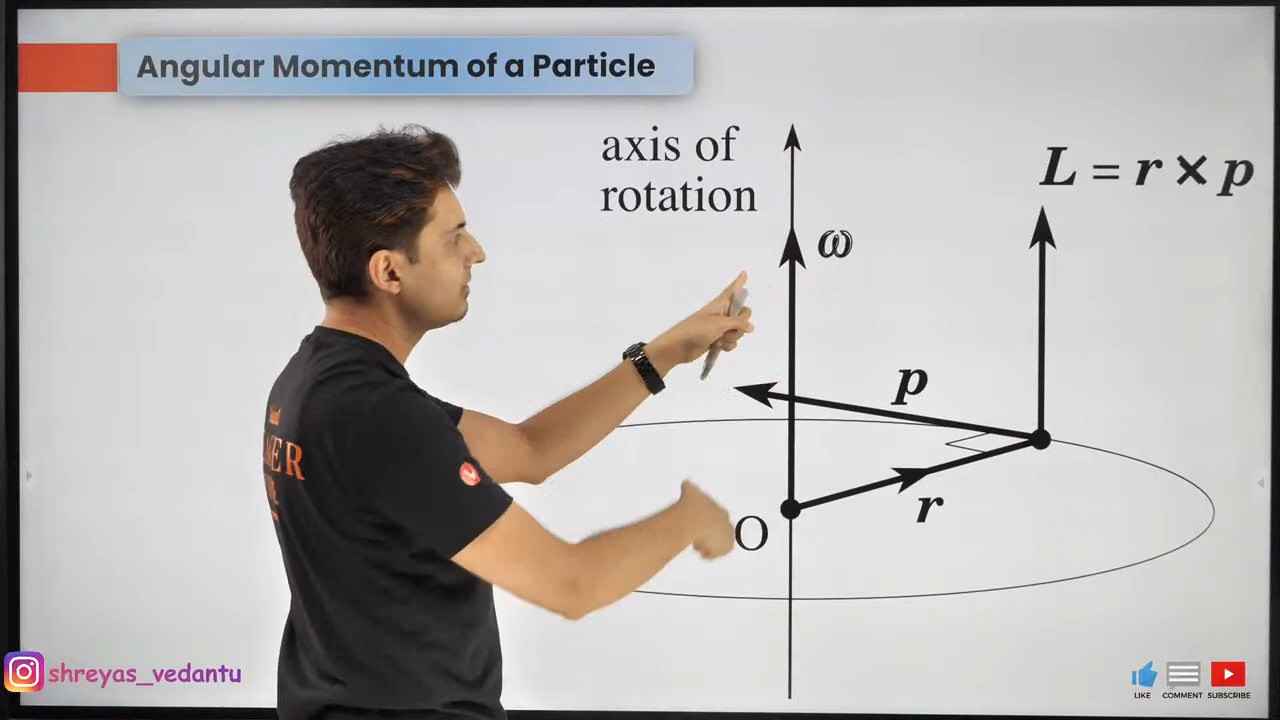 Angular Momentum of a Particle
axis of
rotation
L = r × p
ω
p
r
O
shreyas_vedantu
LIKE COMMENT SUBSCRIBE